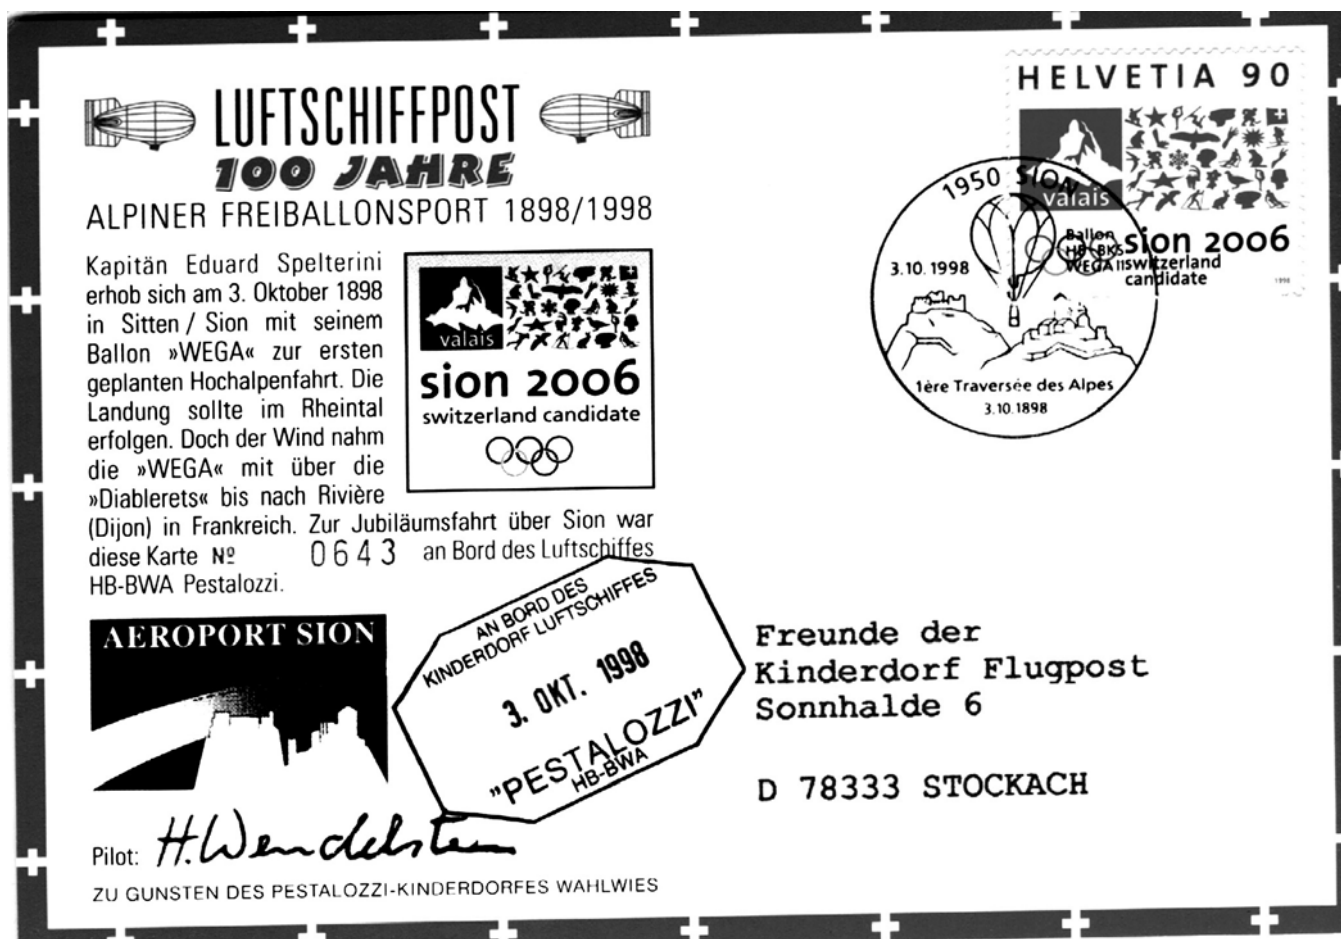 LUFTSCHIFFPOST
100 JAHRE
ALPINER FREIBALLONSPORT 1898/1998
Kapitän Eduard Spelterini
erhob sich am 3. Oktober 1898
in Sitten / Sion mit seinem
Ballon »WEGA« zur ersten
geplanten Hochalpenfahrt. Die
Landung sollte im Rheintal
erfolgen. Doch der Wind nahm
die »WEGA« mit über die
»Diablerets« bis nach Rivière
(Dijon) in Frankreich. Zur Jubiläumsfahrt über Sion war
diese Karte Nº 0643 an Bord des Luftschiffes
HB-BWA Pestalozzi.
valais
sion 2006
switzerland candidate
AEROPORT SION
Pilot: H. Wendelstein
ZU GUNSTEN DES PESTALOZZI-KINDERDORFES WAHLWIES
AN BORD DES
KINDERDORF LUFTSCHIFFES
3. OKT. 1998
"PESTALOZZI"
HB-BWA
HELVETIA 90
valais
sion 2006
switzerland
candidate
1998
1950 SION
3.10.1998
Ballon
HB-BKS
WEGA II
1ère Traversée des Alpes
3.10.1898
Freunde der
Kinderdorf Flugpost
Sonnhalde 6
D 78333 STOCKACH